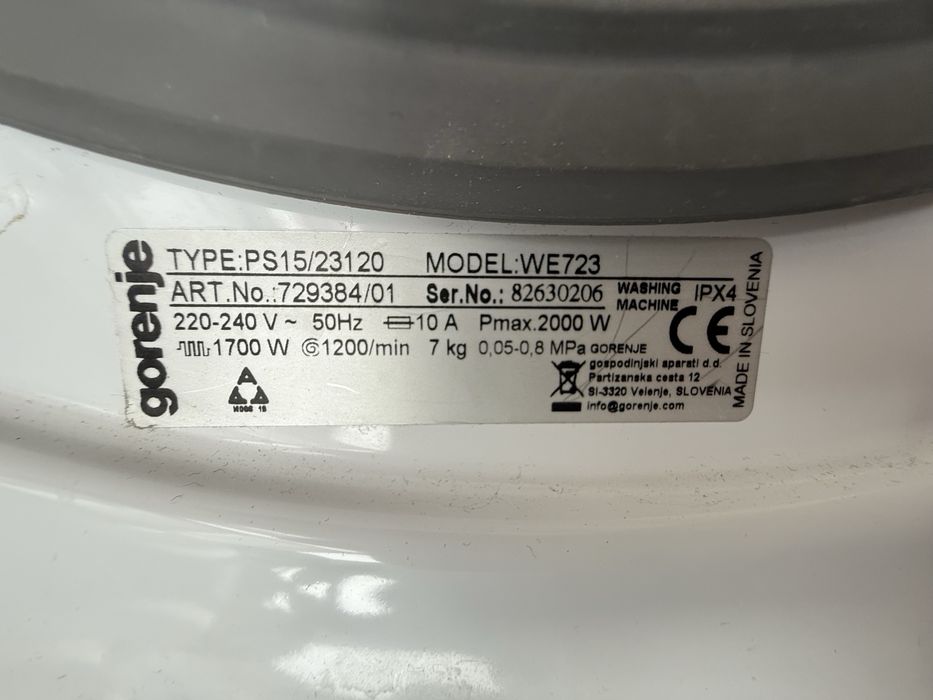 gorenje
TYPE:PS15/23120 MODEL:WE723
ART.No.:729384/01 Ser.No.: 82630206 WASHING MACHINE IPX4
220-240 V ~ 50Hz 10 A Pmax.2000 W CE
1700 W 1200/min 7 kg 0,05-0,8 MPa GORENJE
gospodinjski aparati d.d.
Partizanska cesta 12
SI-3320 Velenje, SLOVENIA
info@gorenje.com
A
MADE IN SLOVENIA